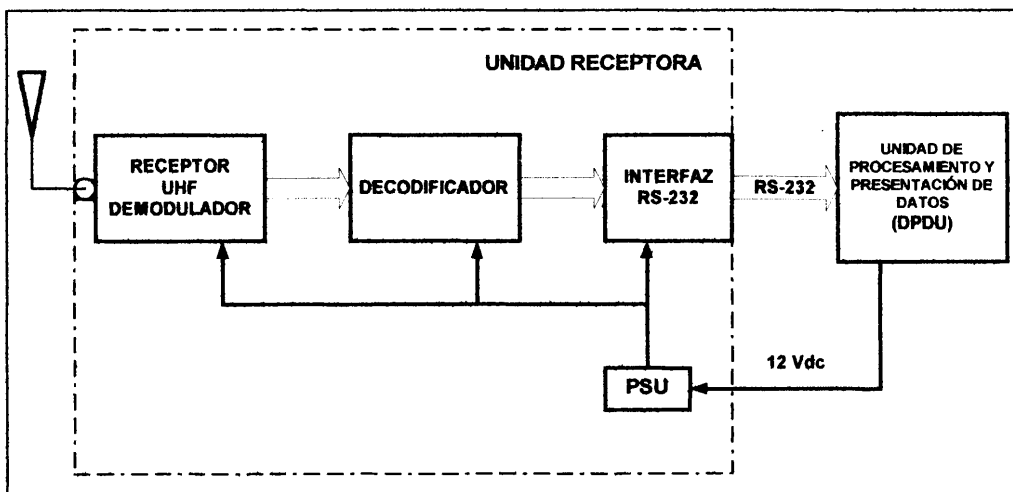 UNIDAD RECEPTORA
RECEPTOR
UHF
DEMODULADOR
DECODIFICADOR
INTERFAZ
RS-232
RS-232
UNIDAD DE
PROCESAMIENTO Y
PRESENTACIÓN DE
DATOS
(DPDU)
12 Vdc
PSU